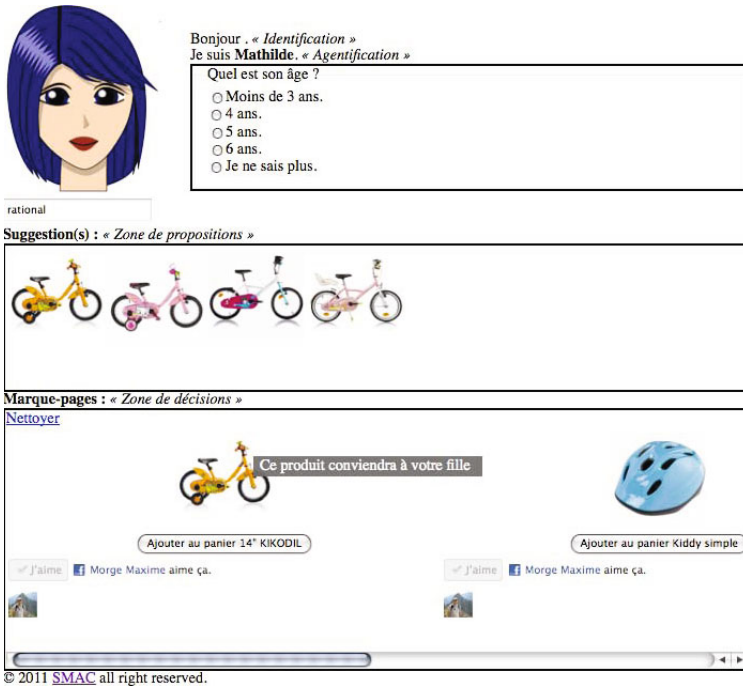 Bonjour . « Identification »
Je suis Mathilde. « Agentification »
Quel est son âge ?
Moins de 3 ans.
4 ans.
5 ans.
6 ans.
Je ne sais plus.
rational
Suggestion(s) : « Zone de propositions »
Marque-pages : « Zone de décisions »
Nettoyer
Ce produit conviendra à votre fille
Ajouter au panier 14" KIKODIL
Ajouter au panier Kiddy simple
J'aime Morge Maxime aime ça.
J'aime Morge Maxime aime ça.
© 2011 SMAC all right reserved.